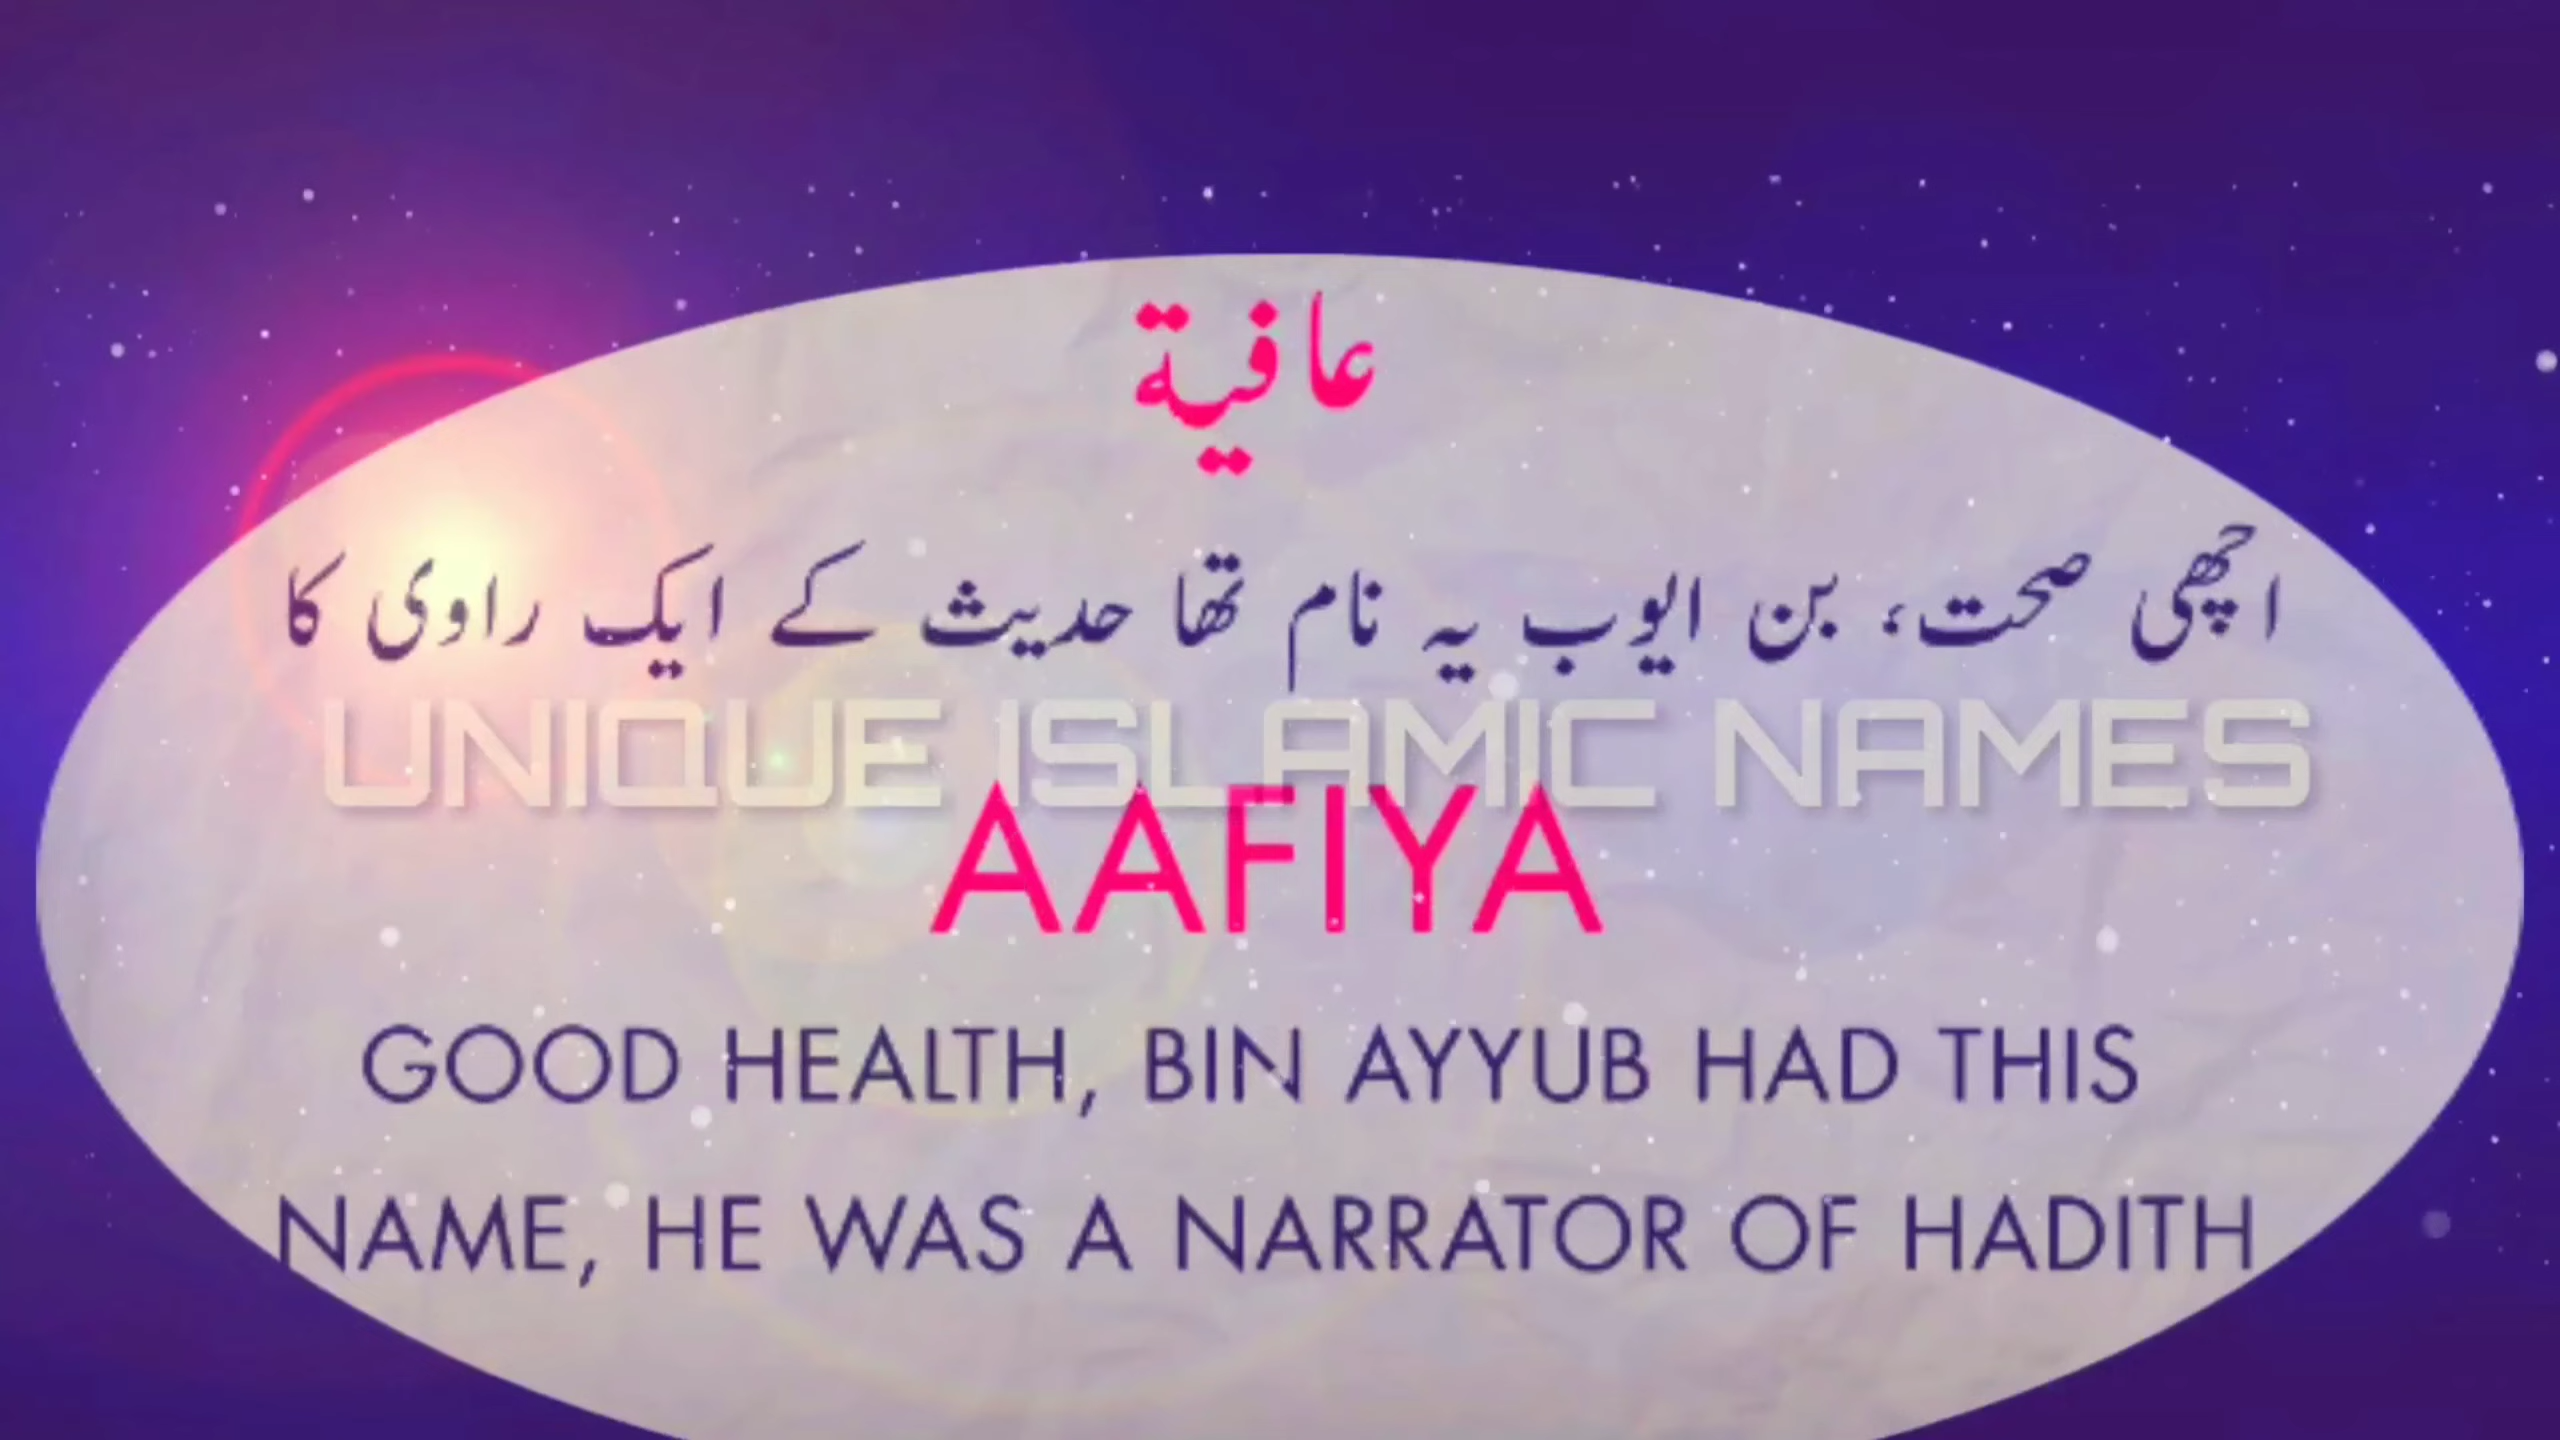 عافية
اچھی صحت، بن ایوب یہ نام تھا حدیث کے ایک راوی کا
UNIQUE ISLAMIC NAMES
AAFIYA
GOOD HEALTH, BIN AYYUB HAD THIS
NAME, HE WAS A NARRATOR OF HADITH